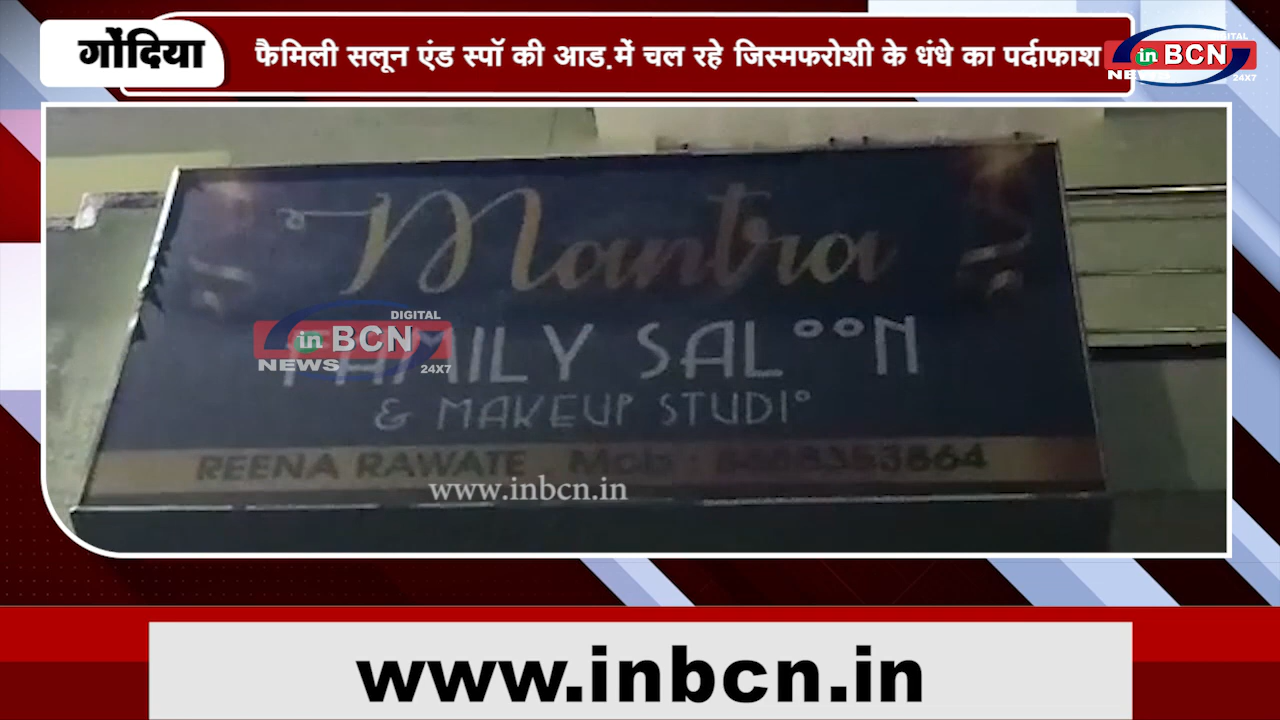 गोंदिया
फैमिली सलून एंड स्पॉ की आड.में चल रहे जिस्मफरोशी के धंधे का पर्दाफाश
in BCN
NEWS
DIGITAL
24X7
Mantra
DIGITAL
in BCN
NEWS
24X7
FAMILY SALOON
& MAKEUP STUDIO
REENA RAWATE , Mob :
www.inbcn.in
www.inbcn.in